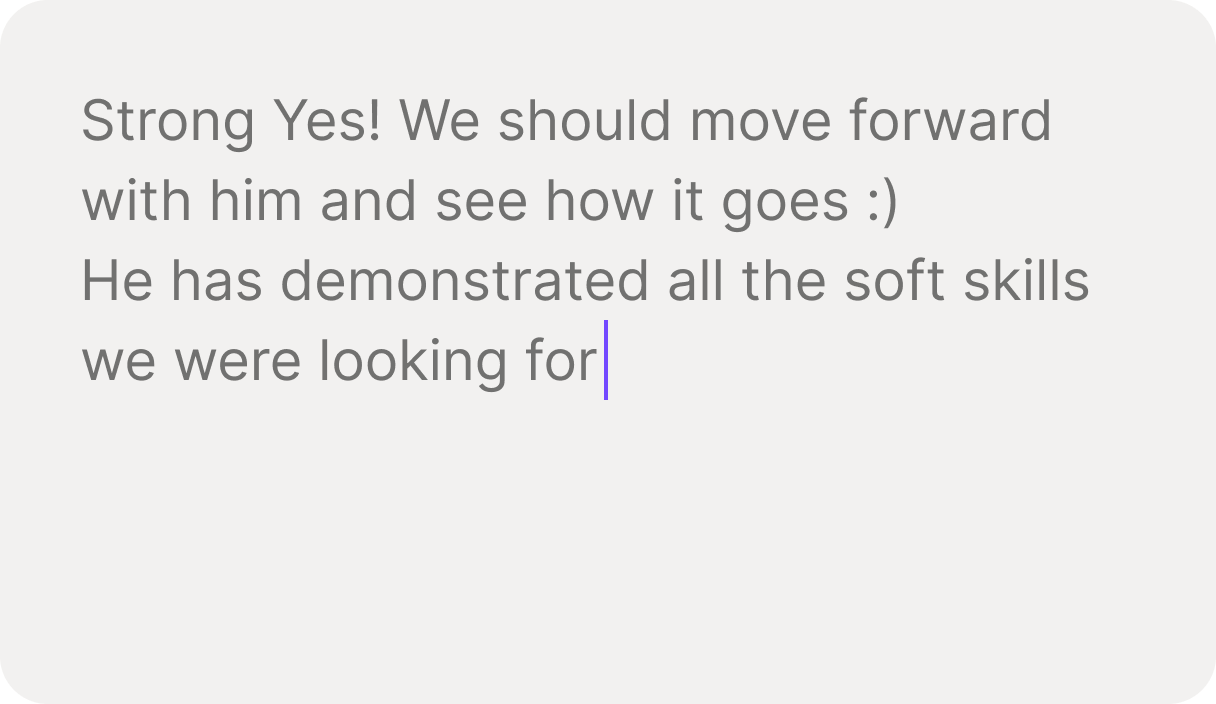 Strong Yes! We should move forward
with him and see how it goes :)
He has demonstrated all the soft skills
we were looking for